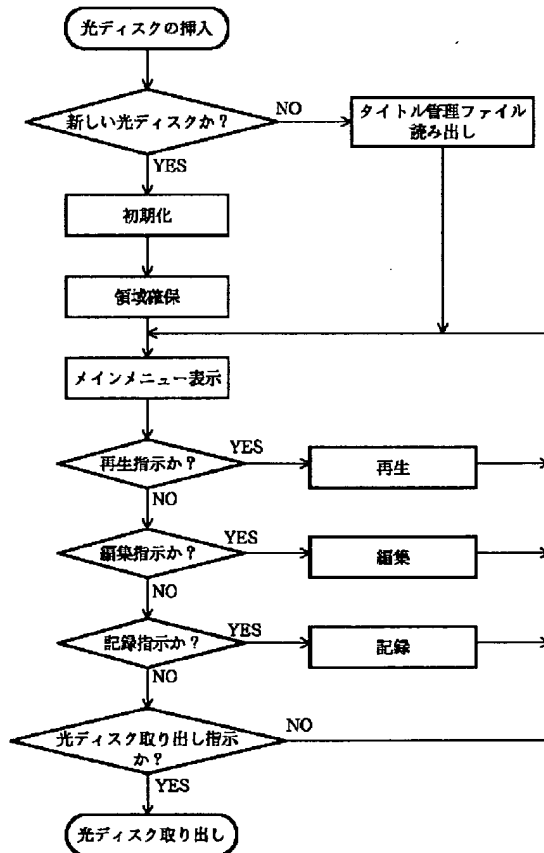 光ディスクの挿入
新しい光ディスクか？
NO
タイトル管理ファイル
読み出し
YES
初期化
領域確保
メインメニュー表示
再生指示か？
YES
再生
NO
編集指示か？
YES
編集
NO
記録指示か？
YES
記録
NO
光ディスク取り出し指示
か？
NO
YES
光ディスク取り出し